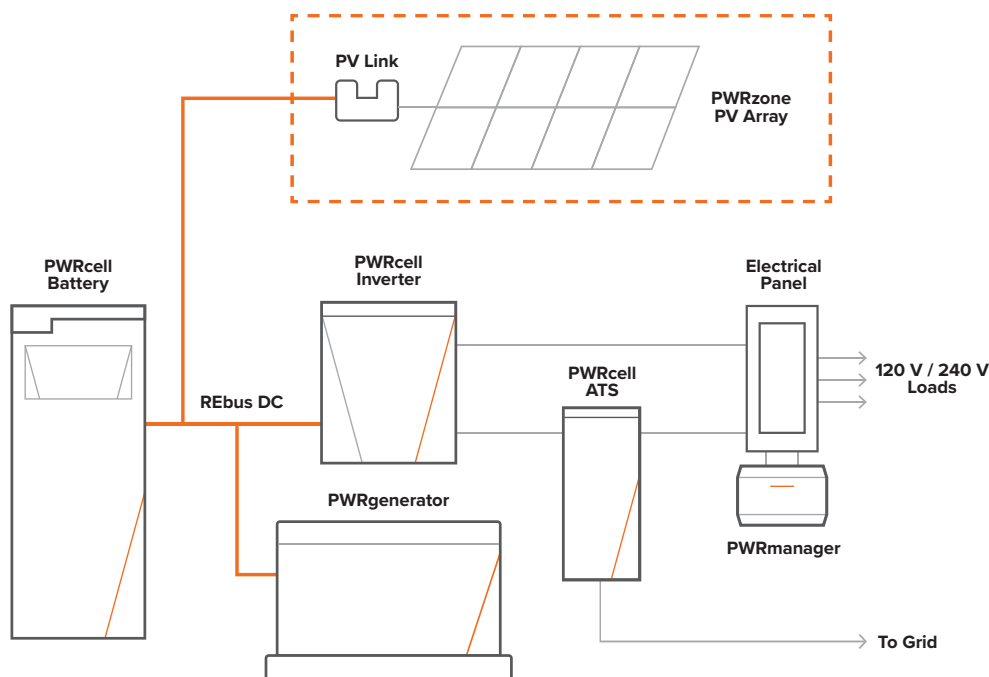 PV Link
PWRzone
PV Array
PWRcell
Battery
PWRcell
Inverter
Electrical
Panel
120 V / 240 V
Loads
PWRcell
ATS
REbus DC
PWRgenerator
PWRmanager
To Grid